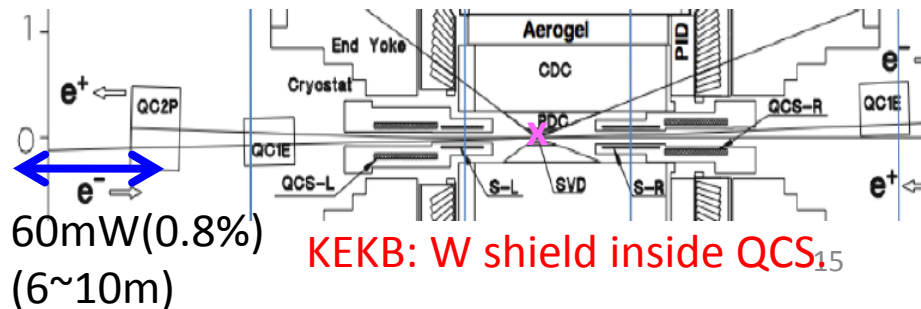 1
Aerogel
PID
End Yoke
CDC
Cryostat
e+
e-
QC2P
PDC
QCS-R
QC1E
0
QC1E
QCS-L
S-L
SVD
S-R
e-
e+
60mW(0.8%)
(6~10m)
KEKB: W shield inside QCS.
15